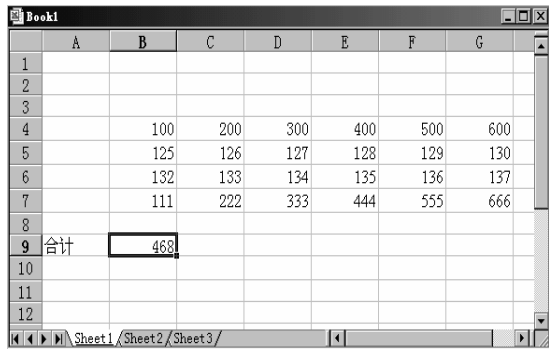 Book1
A B C D E F G
1
2
3
4 100 200 300 400 500 600
5 125 126 127 128 129 130
6 132 133 134 135 136 137
7 111 222 333 444 555 666
8
9 合计 468
10
11
12
Sheet1 Sheet2 Sheet3